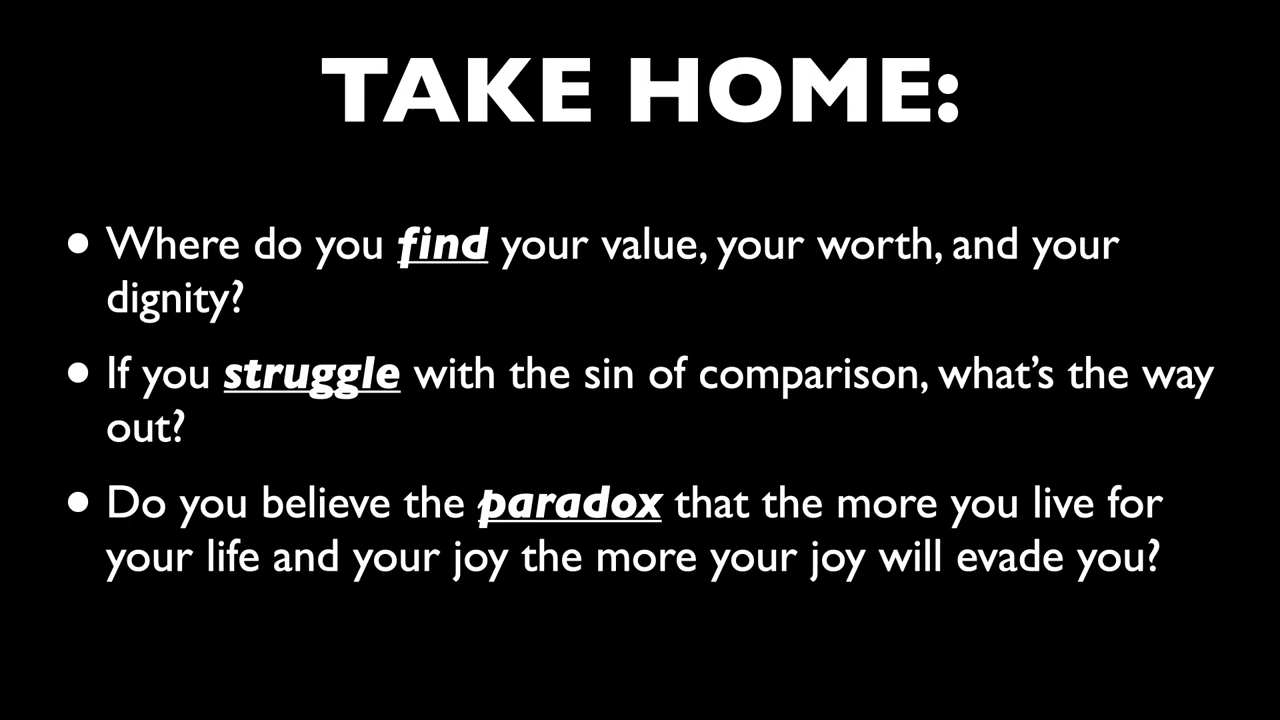 TAKE HOME:
• Where do you find your value, your worth, and your
dignity?
• If you struggle with the sin of comparison, what’s the way
out?
• Do you believe the paradox that the more you live for
your life and your joy the more your joy will evade you?